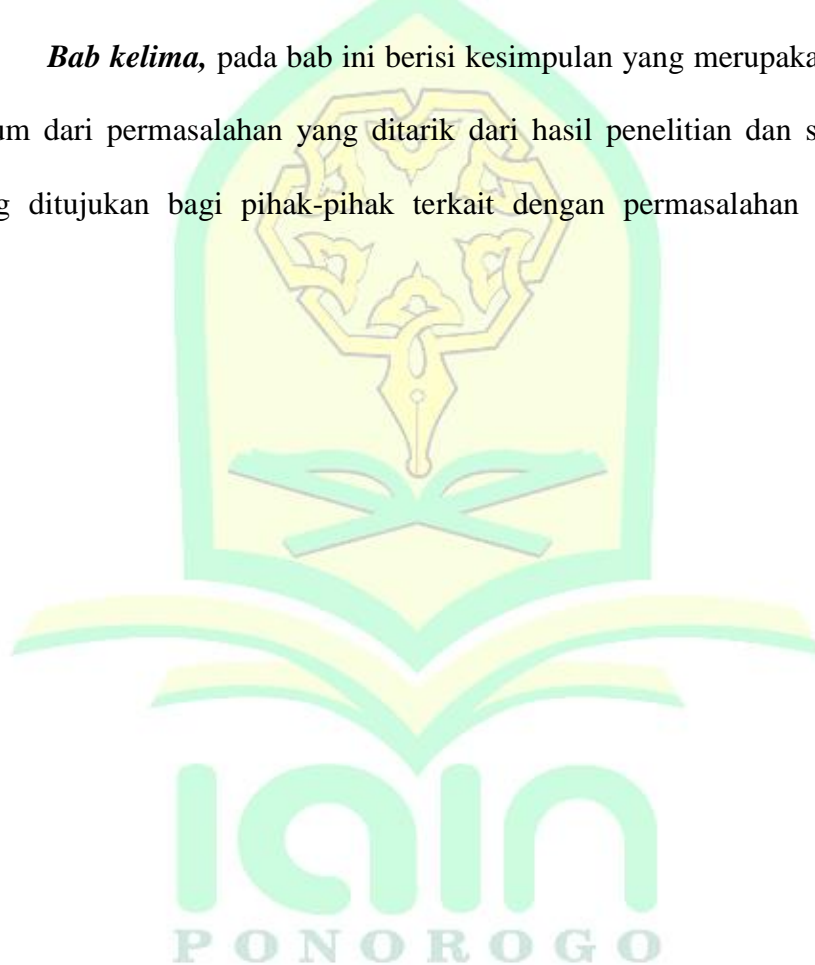 Bab kelima, pada bab ini berisi kesimpulan yang merupaka
um dari permasalahan yang ditarik dari hasil penelitian dan s
g ditujukan bagi pihak-pihak terkait dengan permasalahan
iain
PONOROGO